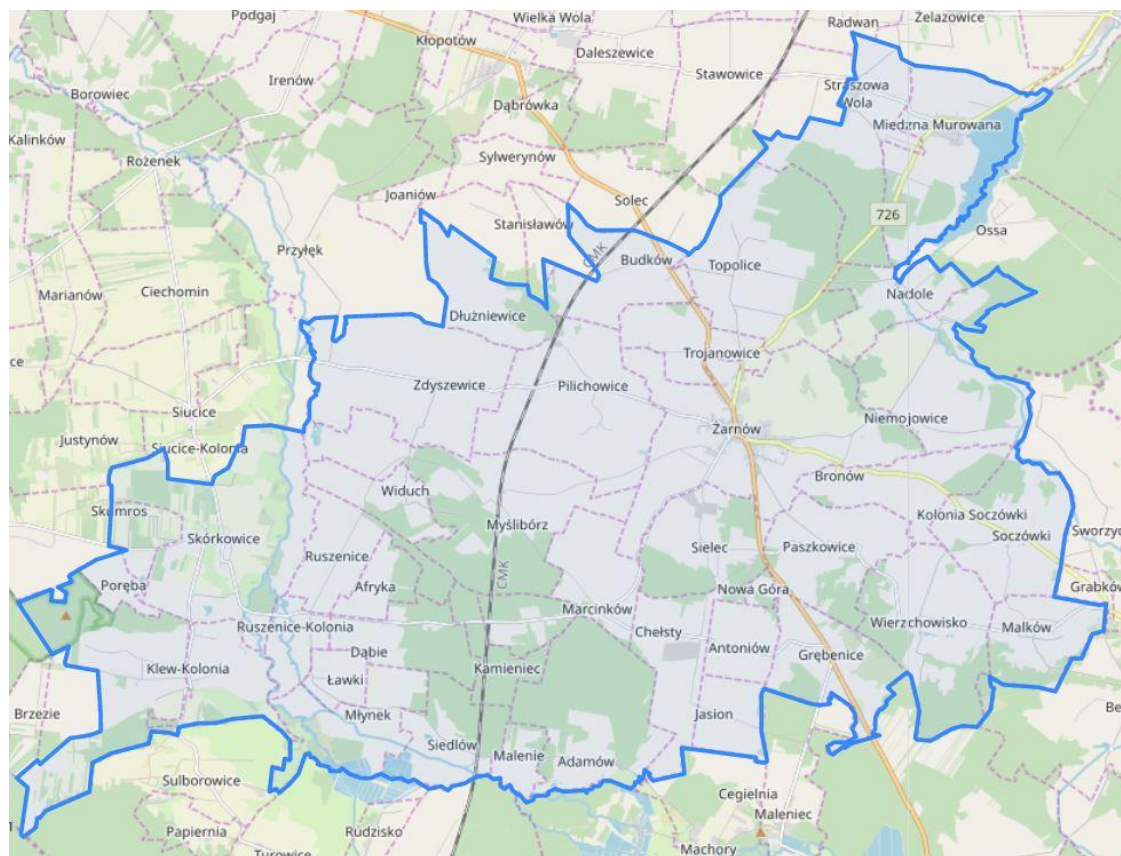 Podgaj
Wielka Wola
Radwan
Żelazowice
Kłopotów
Daleszewice
Irenów
Stawowice
Straszowa
Wola
Borowiec
Dąbrówka
Miedzna Murowana
Kalinków
Rożenek
Sylwerynów
Joaniów
Solec
726
Stanisławów
Ossa
Przyłęk
CMK
Budków
Topolice
Marianów
Ciechomin
Nadole
Dłużniewice
Trojanowice
Zdyszewice
Pilichowice
Siucice
Niemojowice
Żarnów
Justynów
Siucice-Kolonia
Bronów
Widuch
Skumros
Kolonia Soczówki
Myślibórz
Soczówki
Skórkowice
Sielec
Paszkowice
Ruszenice
CMK
Poręba
Afryka
Nowa Góra
Grabków
Marcinków
Wierzchowisko
Malków
Ruszenice-Kolonia
Chełsty
Antoniów
Dąbie
Grębenice
Klew-Kolonia
Kamieniec
Ławki
Brzezie
Młynek
Jasion
Siedlów
Malenie
Adamów
Sulborowice
Cegielnia
Maleniec
Papiernia
Rudzisko
Machory
Turowice